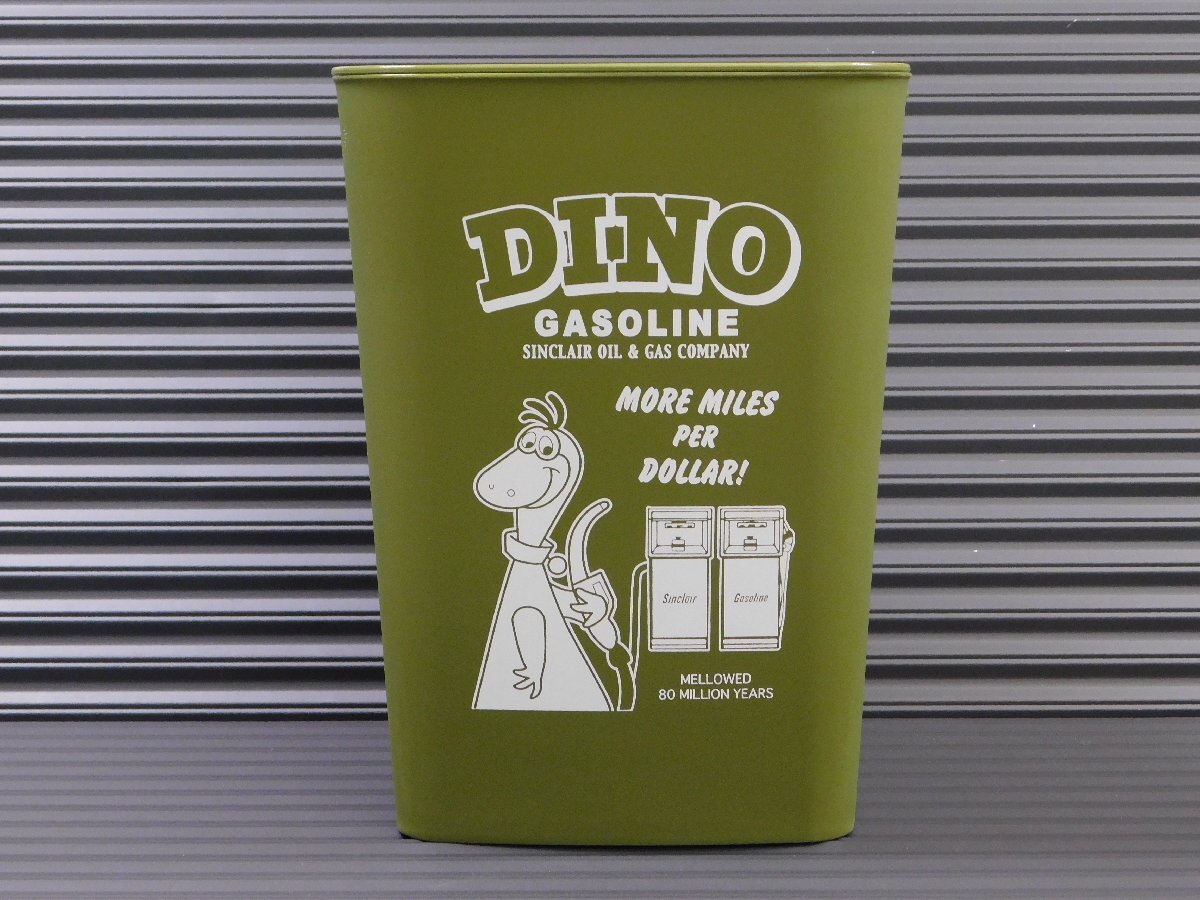 DINO
GASOLINE
SINCLAIR OIL & GAS COMPANY
MORE MILES
PER
DOLLAR!
Sinclair
Gasoline
MELLOWED
80 MILLION YEARS